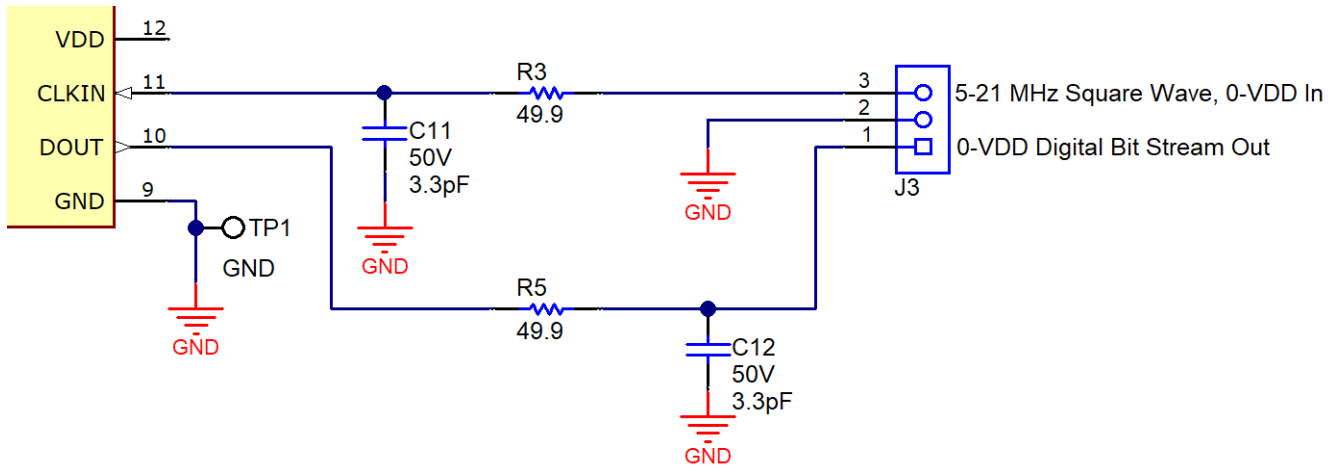 VDD 12
CLKIN 11
DOUT 10
GND 9
TP1
GND
GND
C11
50V
3.3pF
GND
R3
49.9
R5
49.9
C12
50V
3.3pF
GND
GND
3 5-21 MHz Square Wave, 0-VDD In
2
1 0-VDD Digital Bit Stream Out
J3